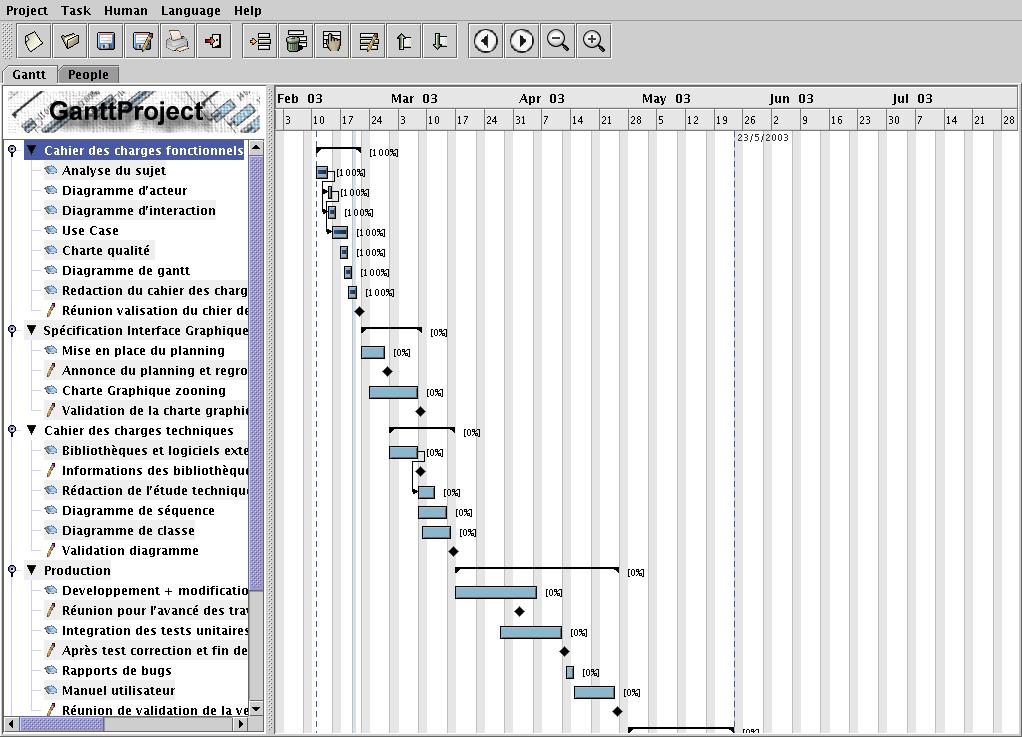 Project Task Human Language Help
Gantt People
GanttProject
Feb 03 Mar 03 Apr 03 May 03 Jun 03 Jul 03
3 10 17 24 3 10 17 24 31 7 14 21 28 5 12 19 26 2 9 16 23 30 7 14 21 28
23/5/2003
Cahier des charges fonctionnels [100%]
Analyse du sujet [100%]
Diagramme d'acteur [100%]
Diagramme d'interaction [100%]
Use Case [100%]
Charte qualité [100%]
Diagramme de gantt [100%]
Redaction du cahier des charg [100%]
Réunion valisation du chier de
Spécification Interface Graphique [0%]
Mise en place du planning [0%]
Annonce du planning et regro
Charte Graphique zooning [0%]
Validation de la charte graphi
Cahier des charges techniques [0%]
Bibliothèques et logiciels exte [0%]
Informations des bibliothèqu
Rédaction de l'étude techniqu [0%]
Diagramme de séquence [0%]
Diagramme de classe [0%]
Validation diagramme
Production [0%]
Developpement + modificatio [0%]
Réunion pour l'avancé des tra
Integration des tests unitaires [0%]
Après test correction et fin de
Rapports de bugs [0%]
Manuel utilisateur [0%]
Réunion de validation de la ve
[0%]